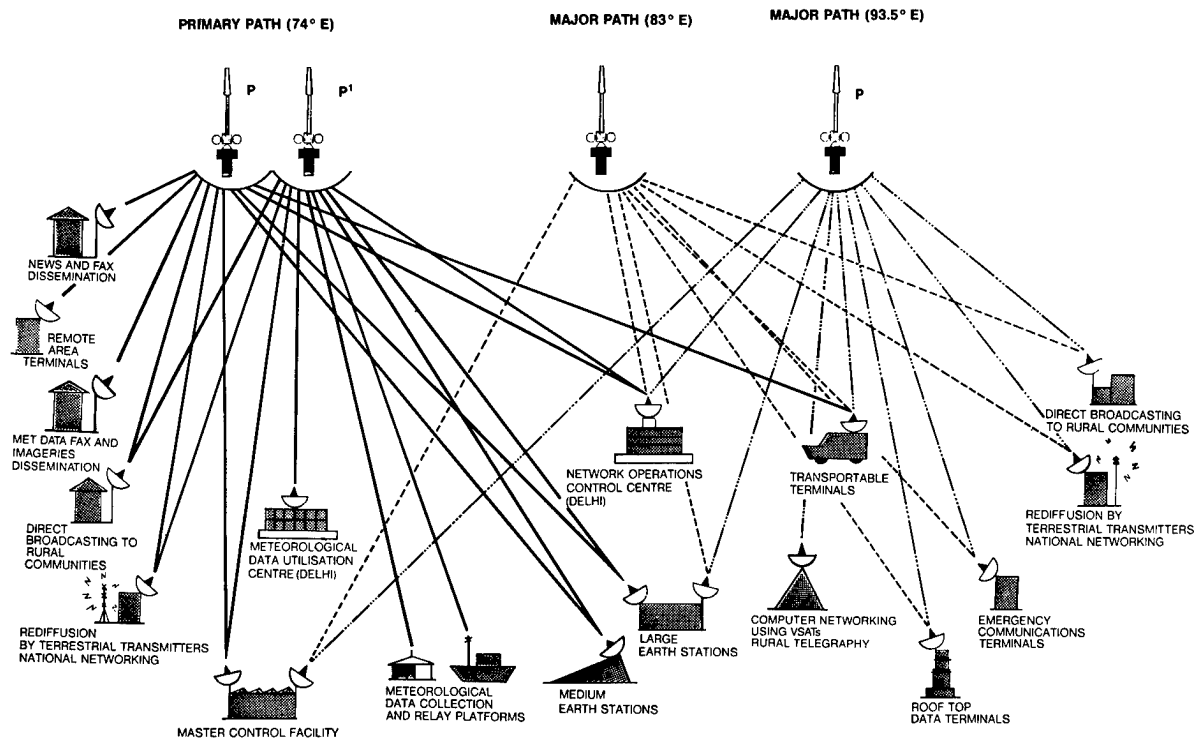 PRIMARY PATH (74° E)
MAJOR PATH (83° E)
MAJOR PATH (93.5° E)
P
P¹
P
NEWS AND FAX
DISSEMINATION
REMOTE
AREA
TERMINALS
MET DATA FAX AND
IMAGERIES
DISSEMINATION
DIRECT
BROADCASTING TO
RURAL
COMMUNITIES
REDIFFUSION
BY TERRESTRIAL TRANSMITTERS
NATIONAL NETWORKING
METEOROLOGICAL
DATA UTILISATION
CENTRE (DELHI)
MASTER CONTROL FACILITY
METEOROLOGICAL
DATA COLLECTION
AND RELAY PLATFORMS
MEDIUM
EARTH STATIONS
LARGE
EARTH STATIONS
NETWORK OPERATIONS
CONTROL CENTRE
(DELHI)
TRANSPORTABLE
TERMINALS
COMPUTER NETWORKING
USING VSATs
RURAL TELEGRAPHY
ROOF TOP
DATA TERMINALS
EMERGENCY
COMMUNICATIONS
TERMINALS
DIRECT BROADCASTING
TO RURAL COMMUNITIES
REDIFFUSION BY
TERRESTRIAL TRANSMITTERS
NATIONAL NETWORKING